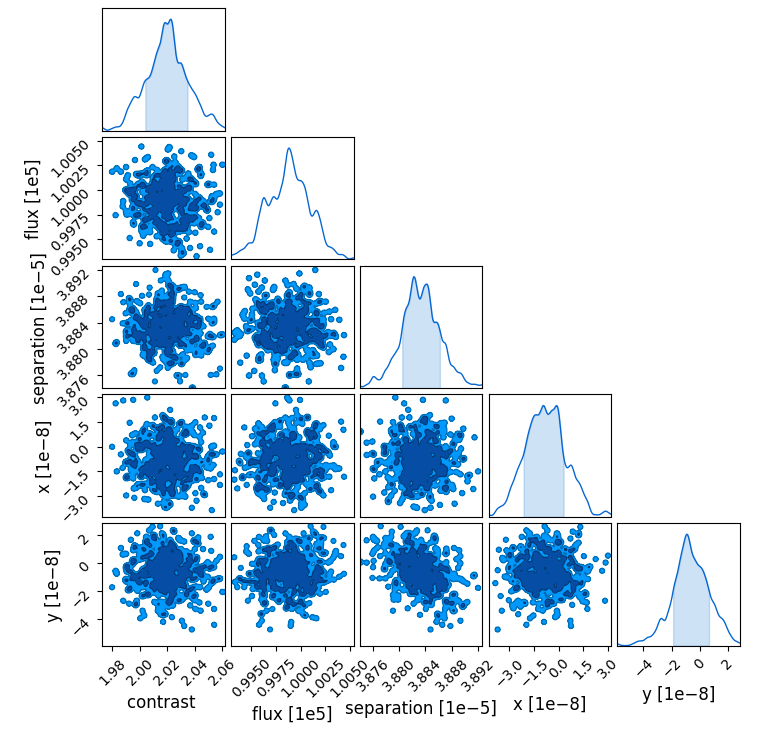 flux [1e5]
1.0050
1.0025
1.0000
0.9975
0.9950
separation [1e−5]
3.892
3.888
3.884
3.880
3.876
x [1e−8]
3.0
1.5
0.0
−1.5
−3.0
y [1e−8]
2
0
−2
−4
1.98 2.00 2.02 2.04 2.06
contrast
0.9950 0.9975 1.0000 1.0025 1.0050
flux [1e5]
3.876 3.880 3.884 3.888 3.892
separation [1e−5]
−3.0 −1.5 0.0 1.5 3.0
x [1e−8]
−4 −2 0 2
y [1e−8]